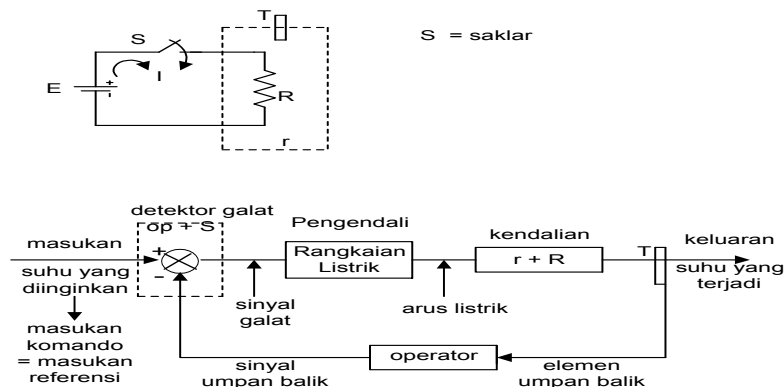 T
S
S = saklar
E
+
-
I
R
r
detektor galat
op + S
Pengendali
kendalian
masukan
+
-
Rangkaian
Listrik
r + R
T
keluaran
suhu yang
diinginkan
suhu yang
terjadi
sinyal
galat
arus listrik
masukan
komando
= masukan
referensi
operator
sinyal
umpan balik
elemen
umpan balik